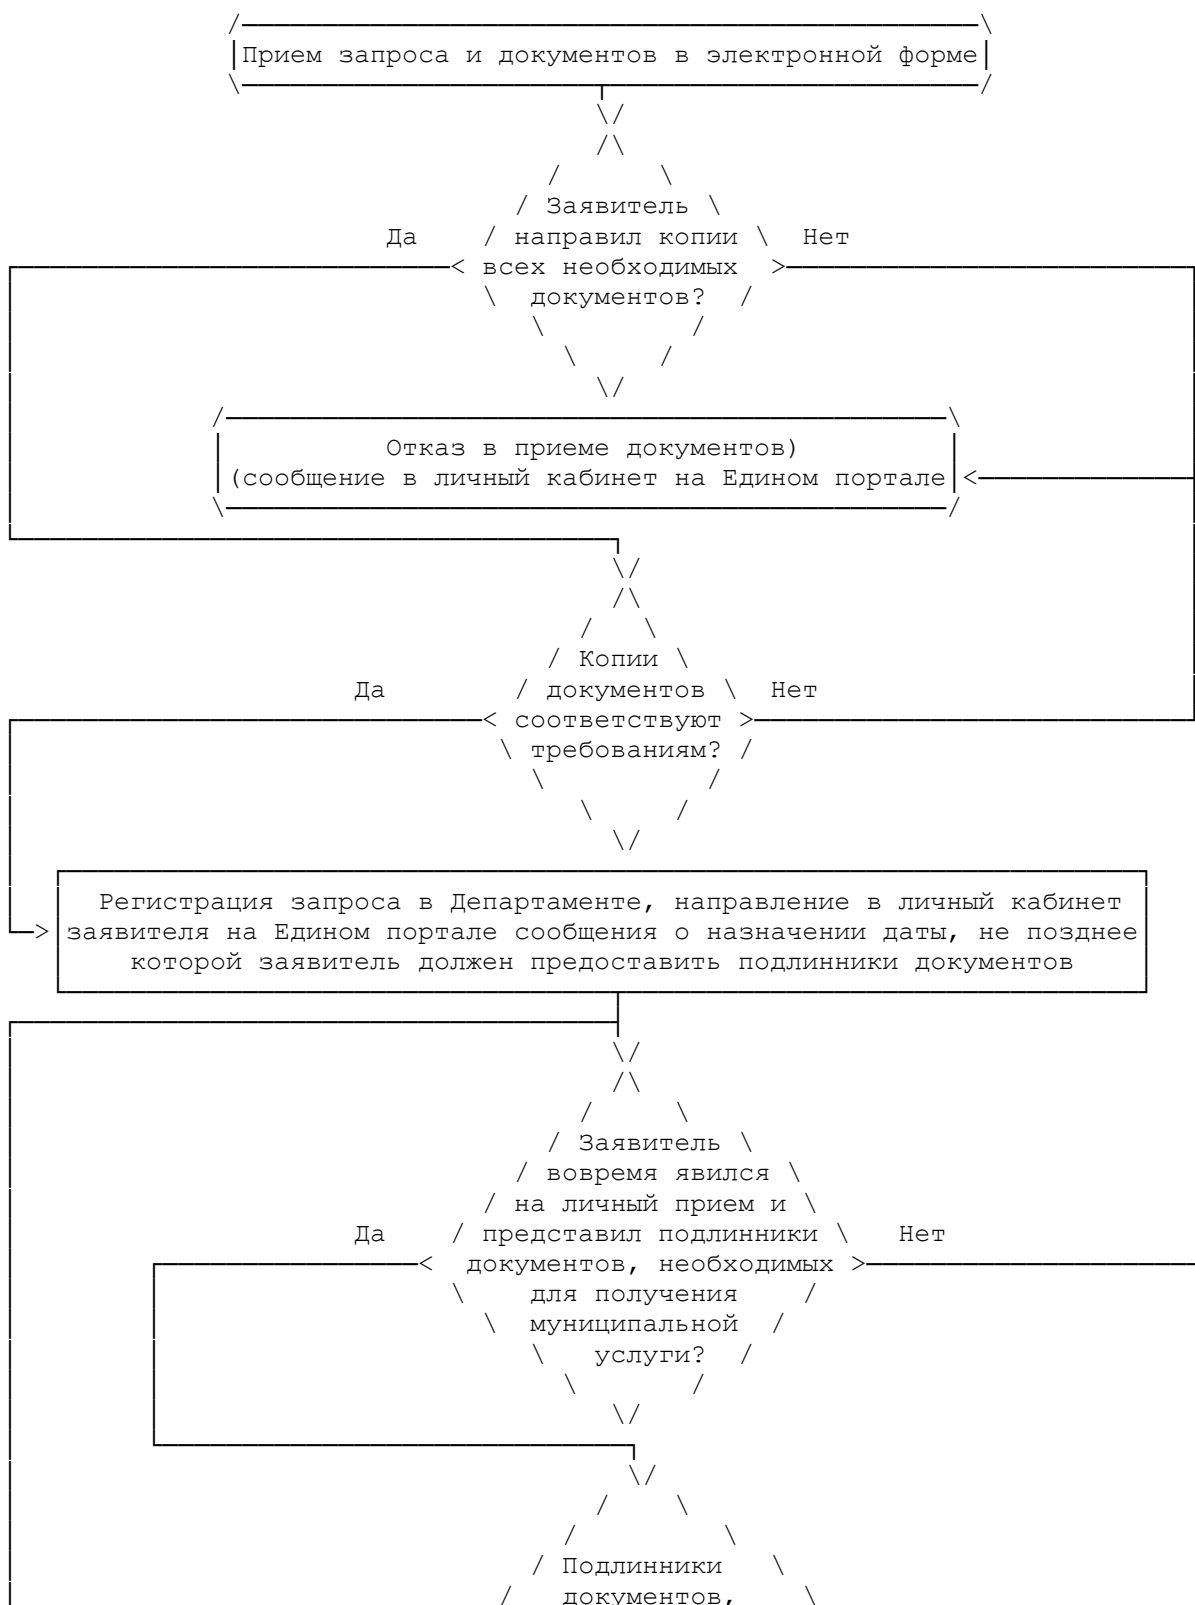 Прием запроса и документов в электронной форме
Заявитель
Да направил копии Нет
всех необходимых
документов?
Отказ в приеме документов)
(сообщение в личный кабинет на Едином портале
Копии
Да документов Нет
соответствуют
требованиям?
Регистрация запроса в Департаменте, направление в личный кабинет
заявителя на Едином портале сообщения о назначении даты, не позднее
которой заявитель должен предоставить подлинники документов
Заявитель
вовремя явился
на личный прием и
Да представил подлинники Нет
документов, необходимых
для получения
муниципальной
услуги?
Подлинники
документов,